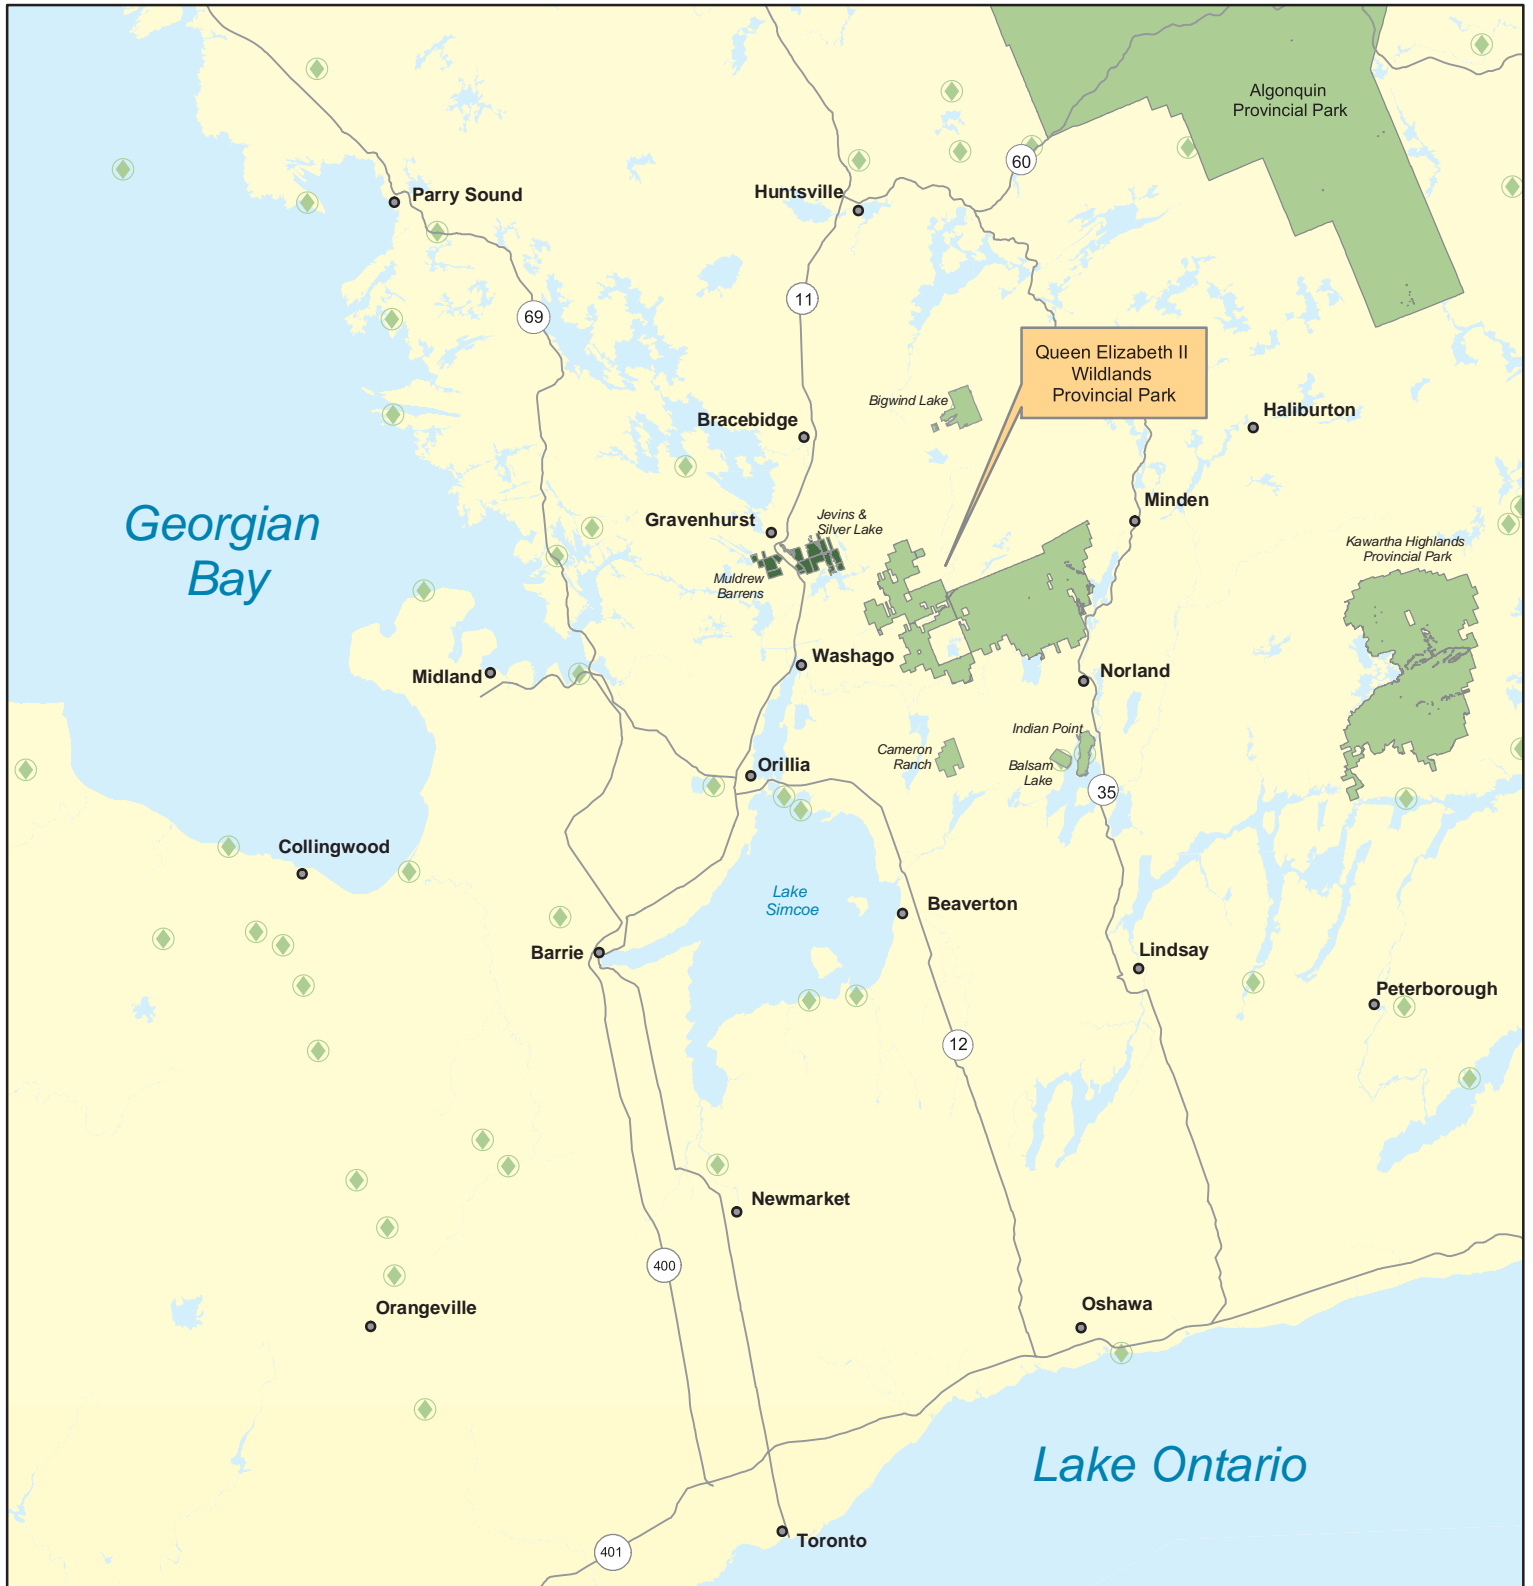 Algonquin
Provincial Park
60
Parry Sound
Huntsville
11
69
Queen Elizabeth II
Wildlands
Provincial Park
Bigwind Lake
Haliburton
Bracebidge
Minden
Georgian
Bay
Gravenhurst
Jevins &
Silver Lake
Kawartha Highlands
Provincial Park
Muldrew
Barrens
Washago
Midland
Norland
Indian Point
Cameron
Ranch
Balsam
Lake
Orillia
35
Collingwood
Lake
Simcoe
Beaverton
Barrie
Lindsay
Peterborough
12
Newmarket
400
Orangeville
Oshawa
Lake Ontario
Toronto
401